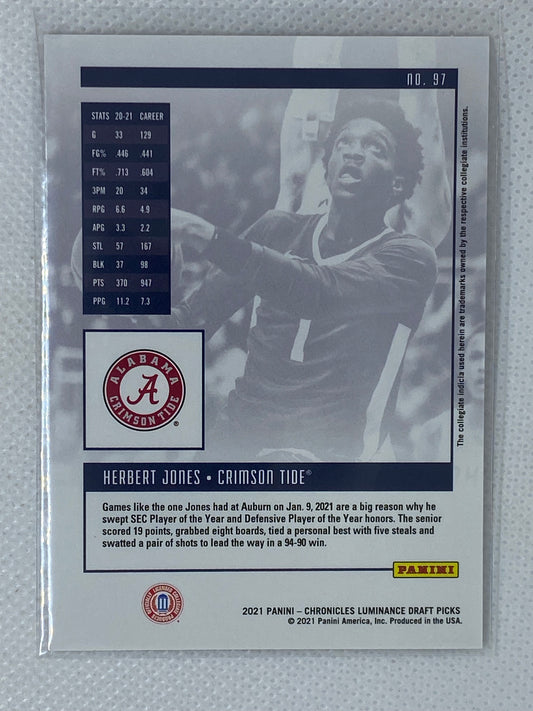 NO. 97
STATS 20-21 CAREER
G 33 129
FG% .446 .441
FT% .713 .604
3PM 20 34
RPG 6.6 4.9
APG 3.3 2.2
STL 57 167
BLK 37 98
PTS 370 947
PPG 11.2 7.3
The collegiate indicia used herein are trademarks owned by the respective collegiate institutions.
1
ALABAMA
A
CRIMSON TIDE
®
HERBERT JONES • CRIMSON TIDE®
Games like the one Jones had at Auburn on Jan. 9, 2021 are a big reason why he
swept SEC Player of the Year and Defensive Player of the Year honors. The senior
scored 19 points, grabbed eight boards, tied a personal best with five steals and
swatted a pair of shots to lead the way in a 94-90 win.
PANINI
OFFICIALLY LICENSED COLLEGIATE PRODUCTS
2021 PANINI – CHRONICLES LUMINANCE DRAFT PICKS
© 2021 Panini America, Inc. Produced in the USA.